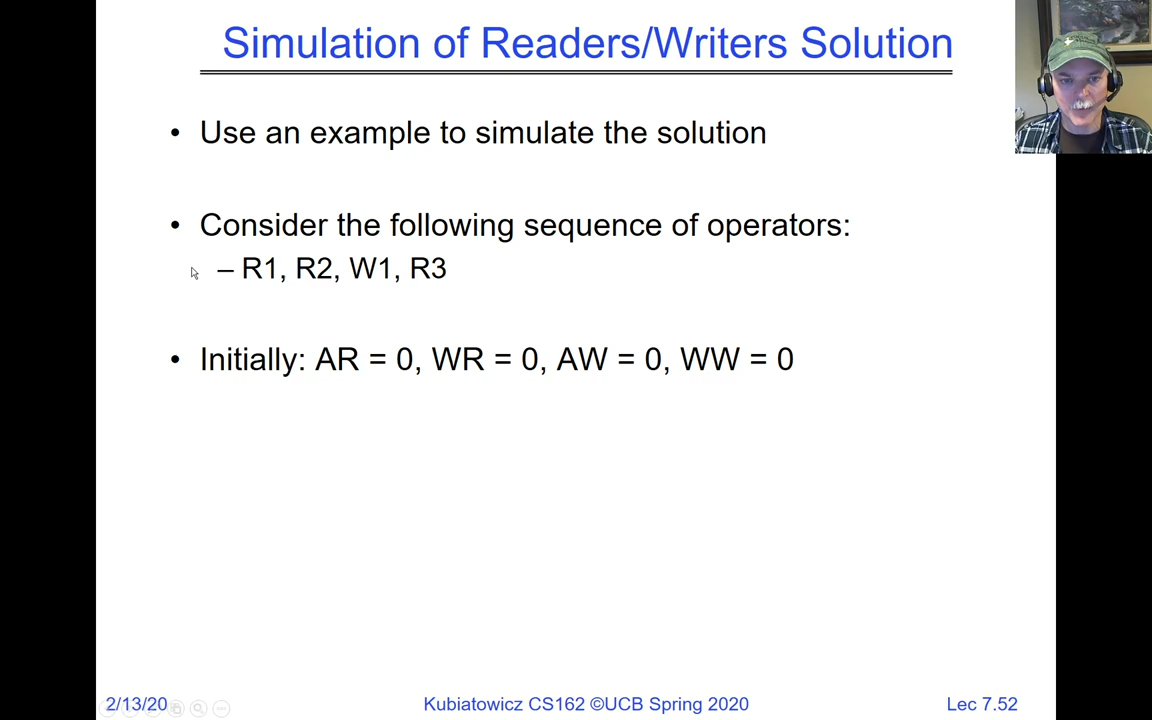 Simulation of Readers/Writers Solution
• Use an example to simulate the solution
• Consider the following sequence of operators:
– R1, R2, W1, R3
• Initially: AR = 0, WR = 0, AW = 0, WW = 0
2/13/20
Kubiatowicz CS162 ©UCB Spring 2020
Lec 7.52